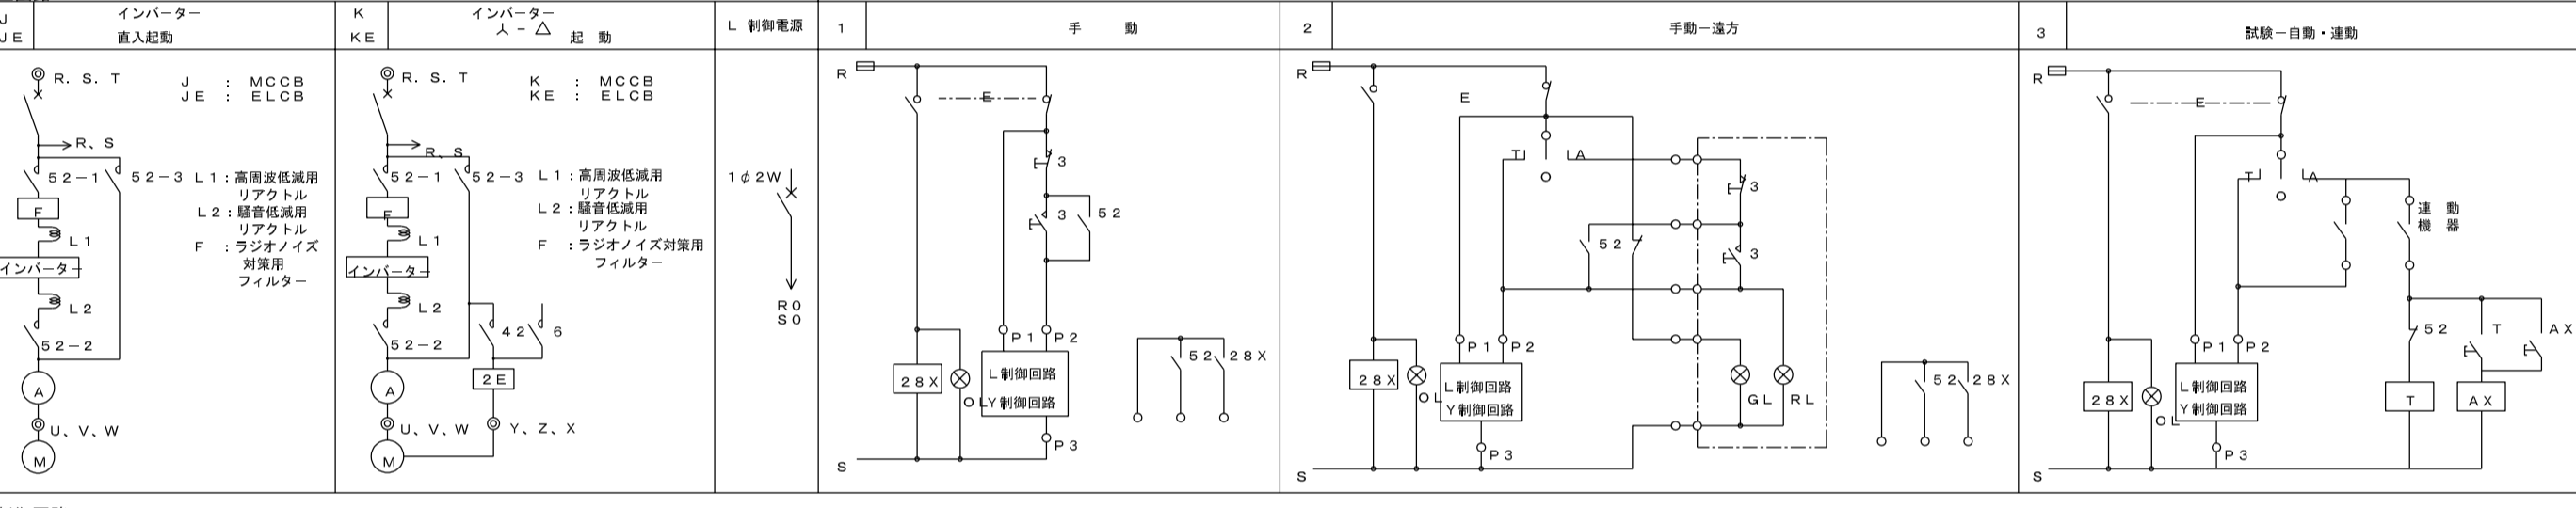 J
JE
インバーター
直入起動
R. S. T
J : MCCB
JE : ELCB
R、S
52-1
52-3
L1:高周波低減用
リアクトル
L2:騒音低減用
リアクトル
F :ラジオノイズ
対策用
フィルター
F
L1
インバーター
L2
52-2
A
U、V、W
M
K
KE
インバーター
人-△
起 動
R. S. T
K : MCCB
KE : ELCB
R、S
52-1
52-3
L1:高周波低減用
リアクトル
L2:騒音低減用
リアクトル
F :ラジオノイズ対策用
フィルター
F
L1
インバーター
L2
42
6
52-2
2E
A
U、V、W
Y、Z、X
M
L 制御電源
1φ2W
R0
S0
1
手 動
R
E
3
3
52
P1
P2
28X
OL
L制御回路
Y制御回路
52
28X
P3
S
2
手動-遠方
R
E
T
A
O
3
52
3
P1
P2
28X
OL
L制御回路
Y制御回路
GL
RL
52
28X
P3
S
3
試験-自動・連動
R
E
T
A
O
連 動
機 器
52
T
AX
P1
P2
28X
OL
L制御回路
Y制御回路
T
AX
P3
S